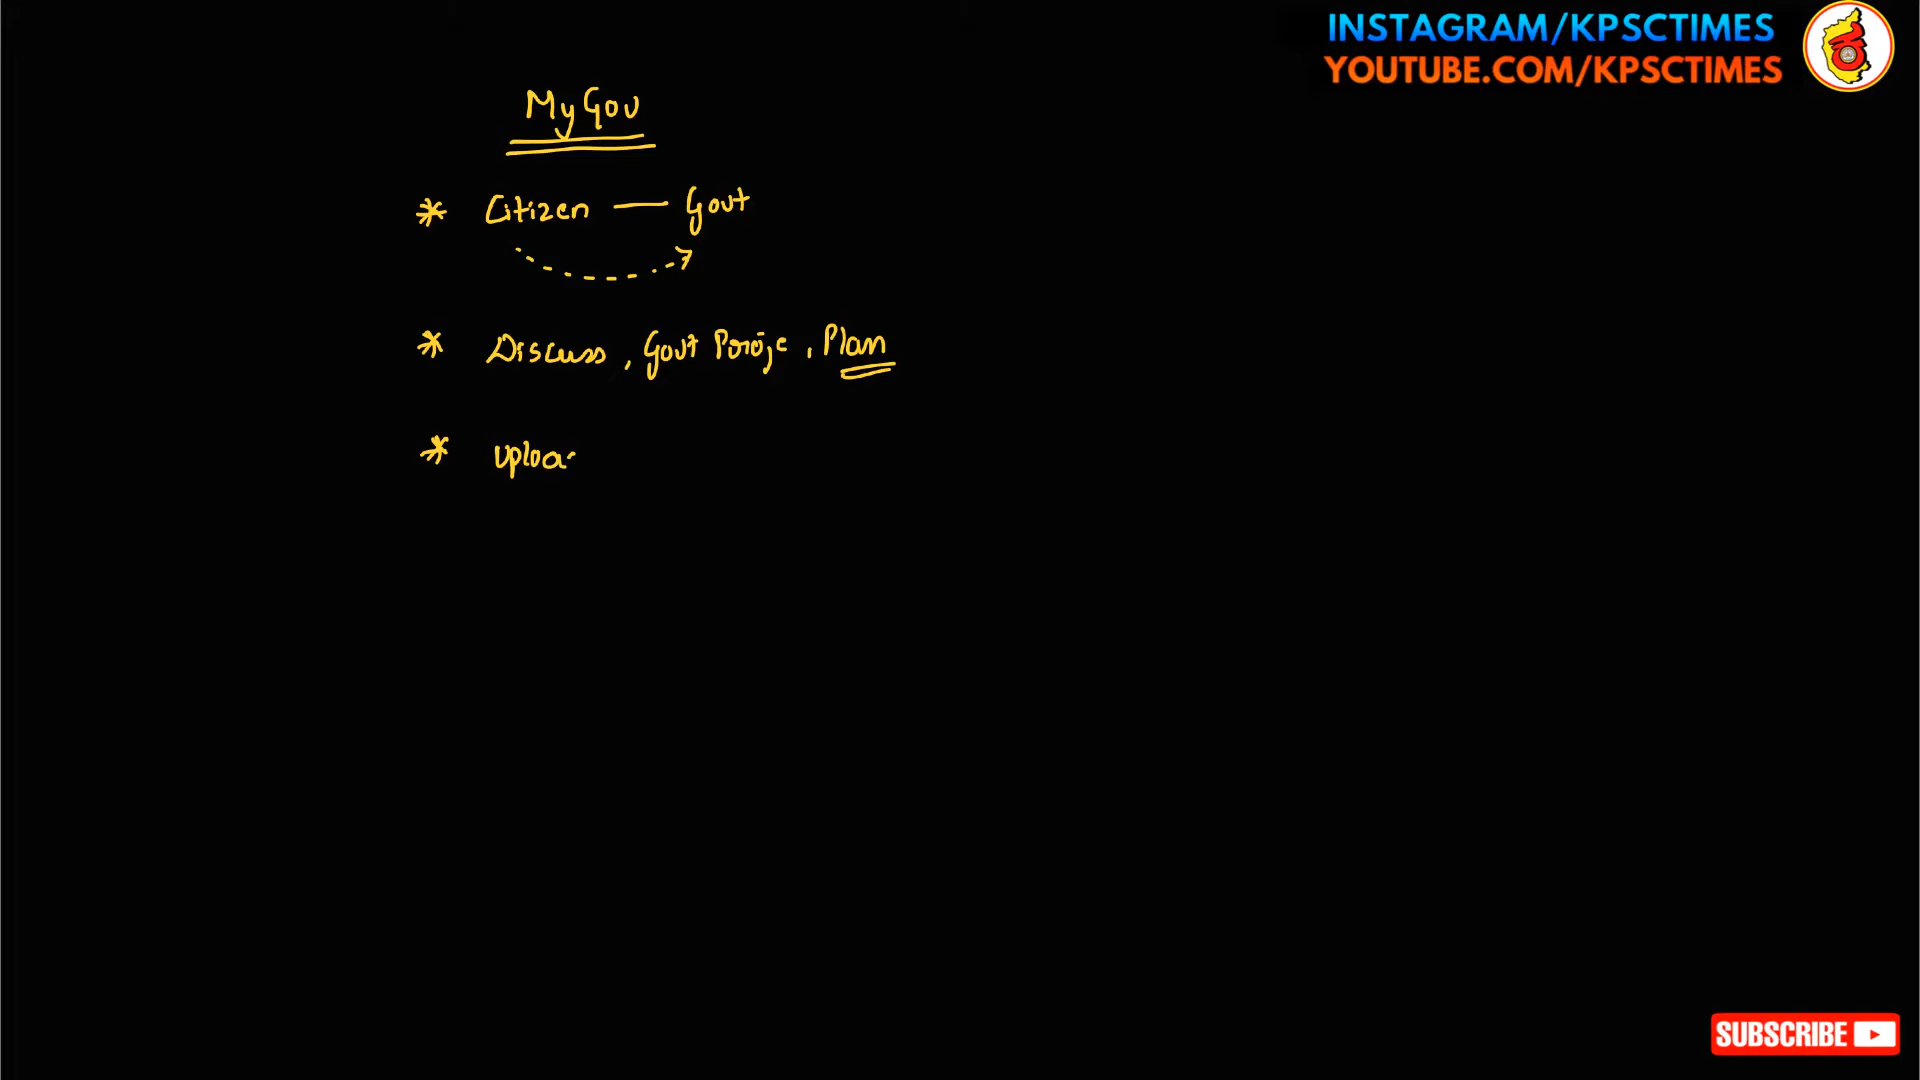 INSTAGRAM/KPSCTIMES
YOUTUBE.COM/KPSCTIMES
MyGov
* Citizen — Govt
* Discuss, Govt Proje, Plan
* Uploa
SUBSCRIBE